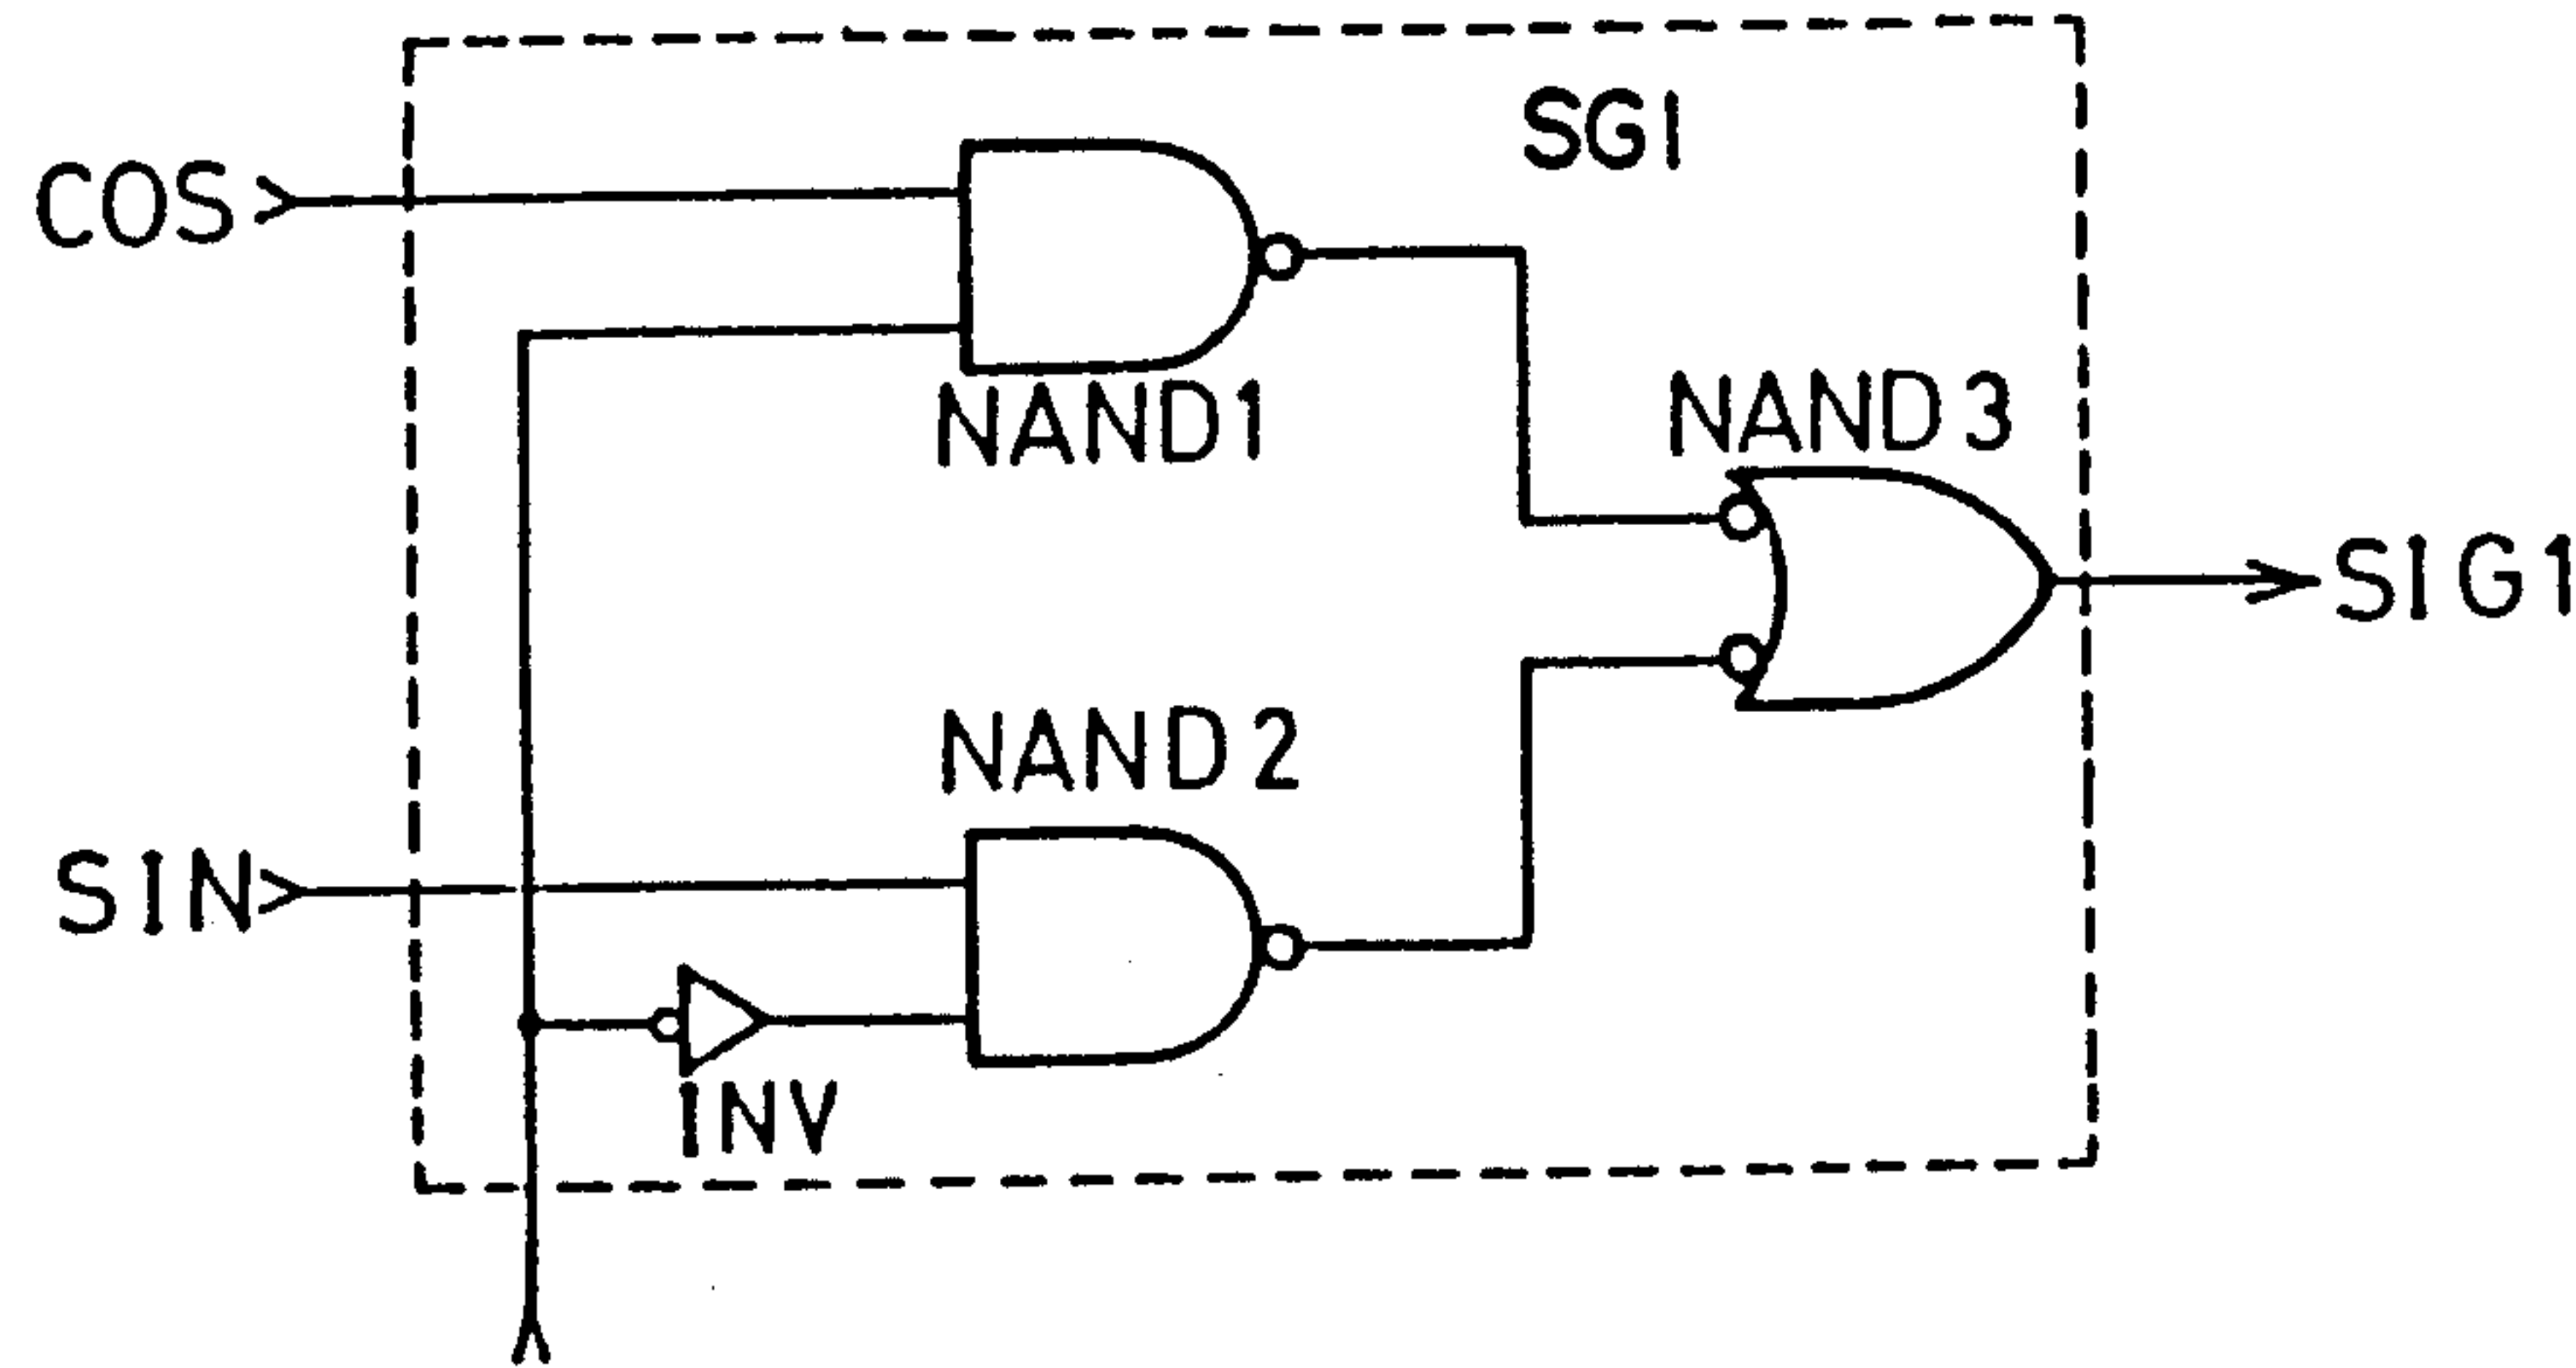 SG1
COS
NAND1
NAND3
SIG1
NAND2
SIN
INV